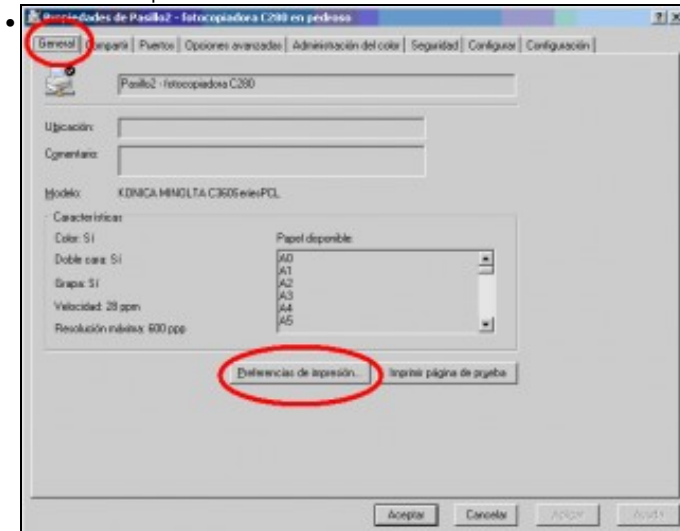 Propiedades de Pasillo2 - fotocopiadora C280 en pedroso
General Compartir Puertos Opciones avanzadas Administración del color Seguridad Configurar Configuración
Pasillo2 - fotocopiadora C280
Ubicación:
Comentario:
Modelo: KONICA MINOLTA C360SeriesPCL
Características
Color: Sí Papel disponible:
Doble cara: Sí A0
A1
Grapa: Sí A2
A3
Velocidad: 28 ppm A4
Resolución máxima: 600 ppp A5
Preferencias de impresión... Imprimir página de prueba
Aceptar Cancelar Aplicar Ayuda